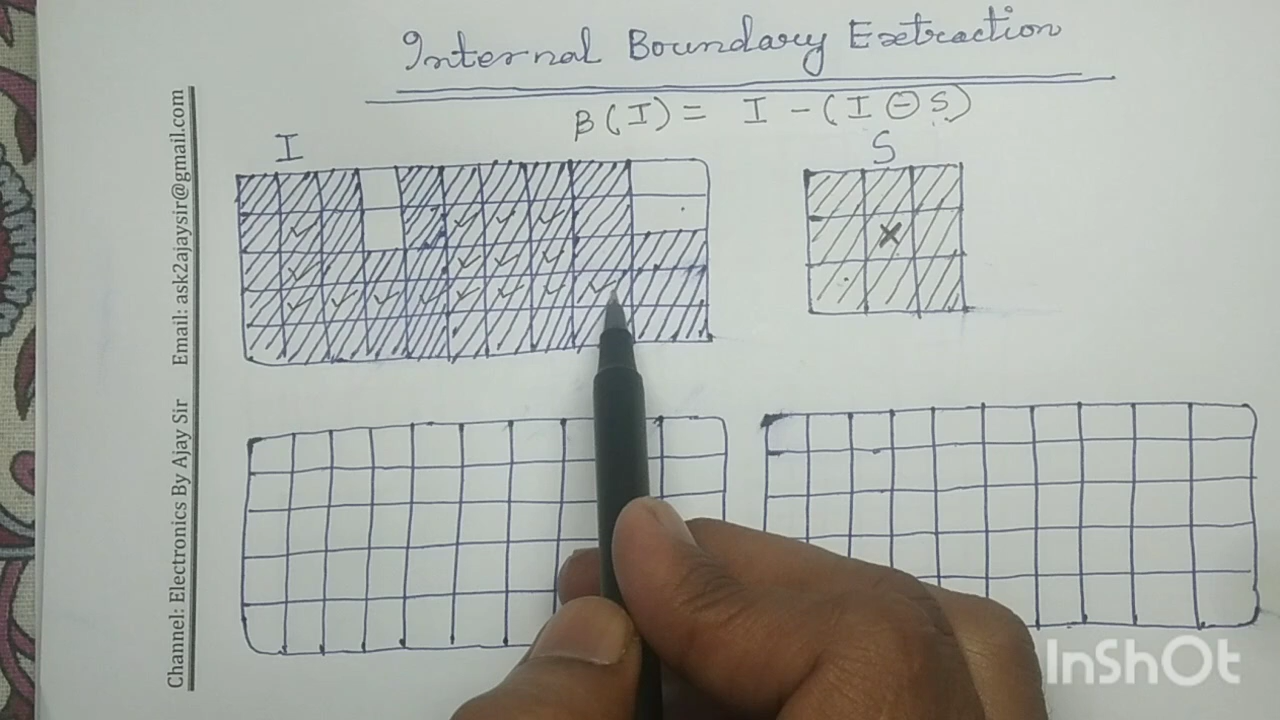 Internal Boundary Extraction
β(I) = I - (I ⊖ S)
I
S
Channel: Electronics By Ajay Sir Email: ask2ajaysir@gmail.com
InShOt